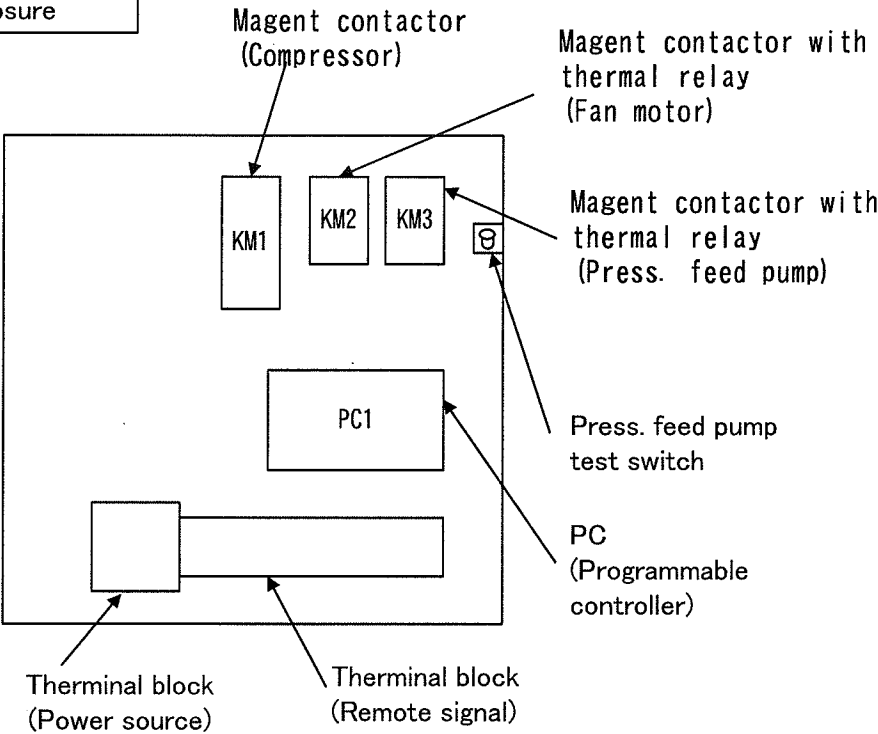 Magent contactor
(Compressor)
Magent contactor with
thermal relay
(Fan motor)
KM1
KM2
KM3
Magent contactor with
thermal relay
(Press. feed pump)
PC1
Press. feed pump
test switch
PC
(Programmable
controller)
Therminal block
(Power source)
Therminal block
(Remote signal)